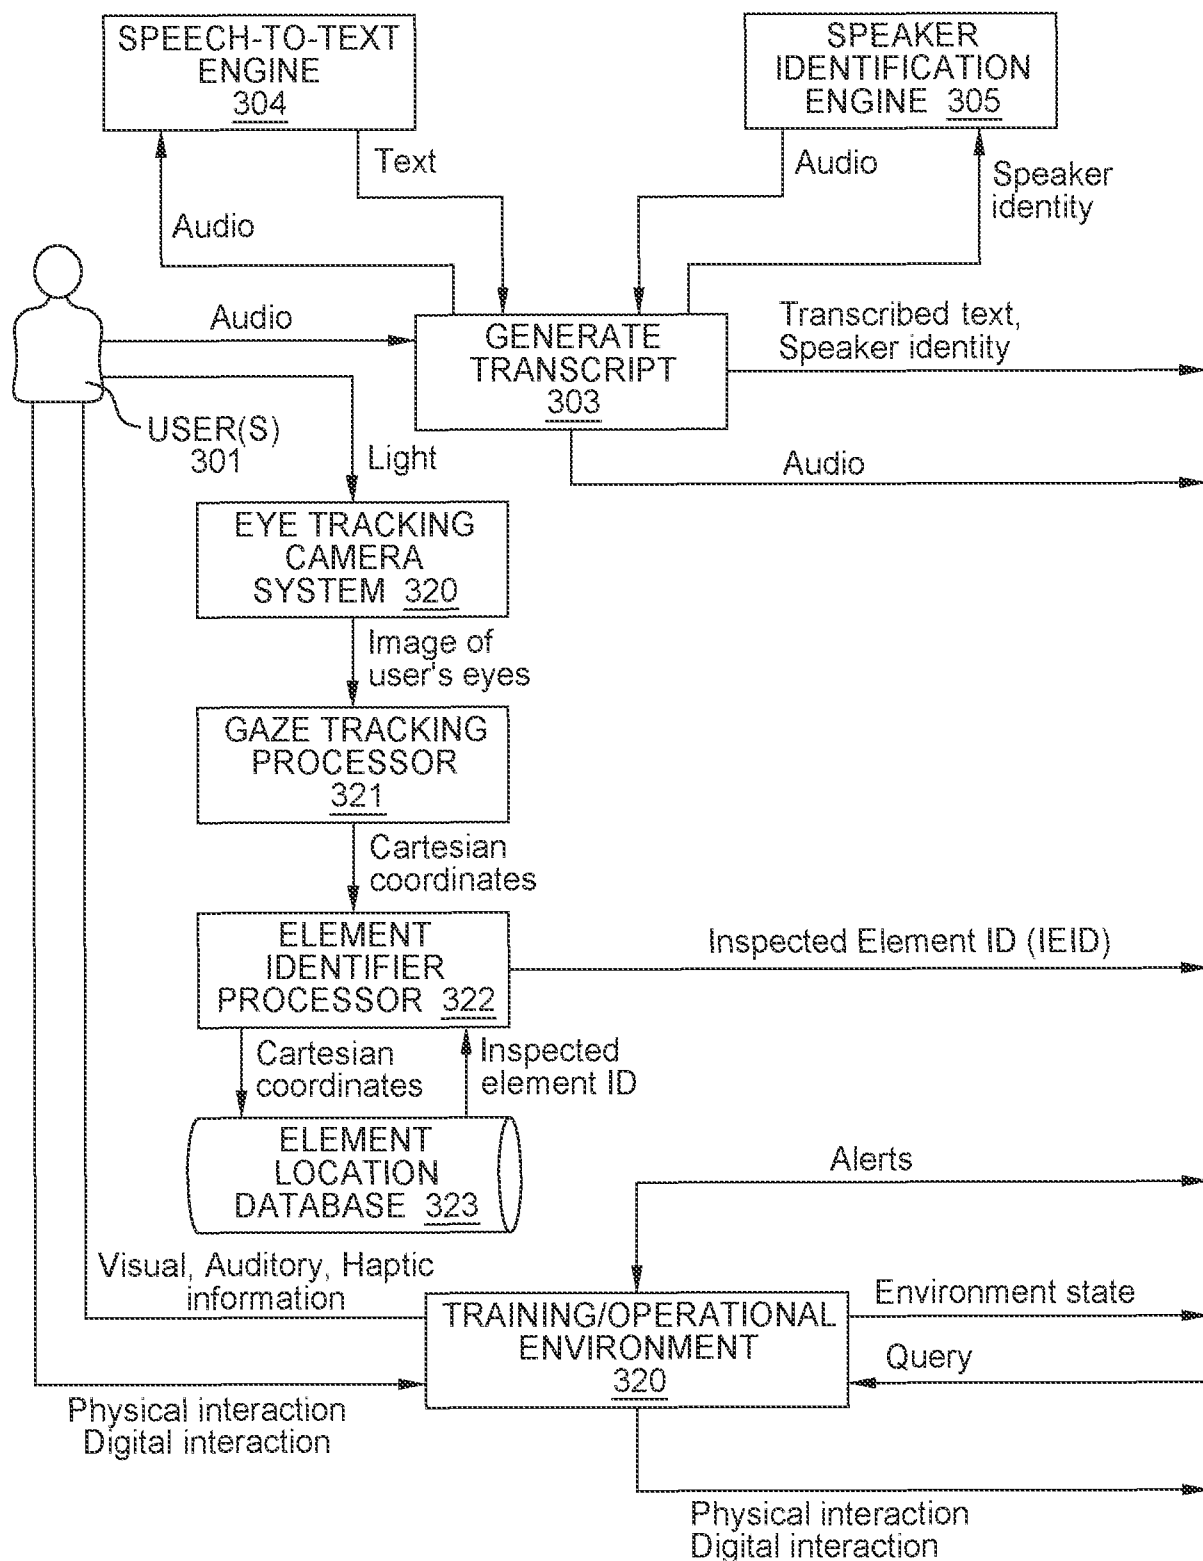 SPEECH-TO-TEXT
ENGINE
304
SPEAKER
IDENTIFICATION
ENGINE 305
Text
Audio
Speaker
identity
Audio
Audio
GENERATE
TRANSCRIPT
303
Transcribed text,
Speaker identity
USER(S)
301
Light
Audio
EYE TRACKING
CAMERA
SYSTEM 320
Image of
user's eyes
GAZE TRACKING
PROCESSOR
321
Cartesian
coordinates
ELEMENT
IDENTIFIER
PROCESSOR 322
Inspected Element ID (IEID)
Cartesian
coordinates
Inspected
element ID
ELEMENT
LOCATION
DATABASE 323
Alerts
Visual, Auditory, Haptic
information
TRAINING/OPERATIONAL
ENVIRONMENT
320
Environment state
Query
Physical interaction
Digital interaction
Physical interaction
Digital interaction